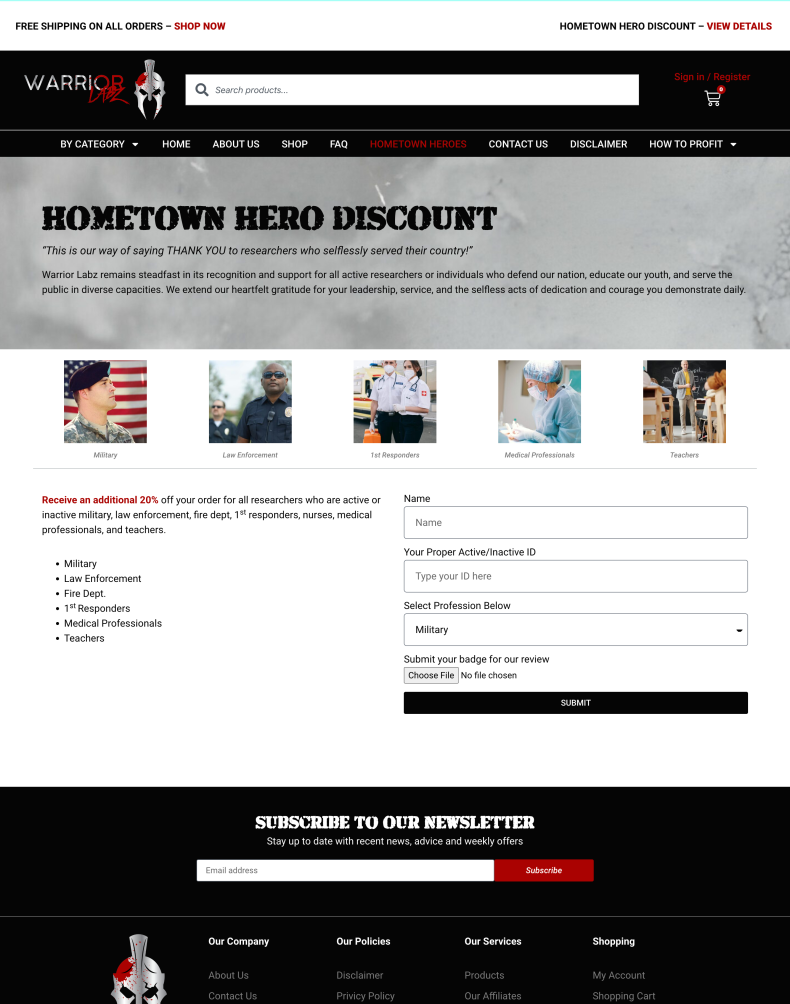 FREE SHIPPING ON ALL ORDERS – SHOP NOW
HOMETOWN HERO DISCOUNT – VIEW DETAILS
WARRIOR
LABZ
Search products...
Sign in / Register
0
BY CATEGORY
HOME
ABOUT US
SHOP
FAQ
HOMETOWN HEROES
CONTACT US
DISCLAIMER
HOW TO PROFIT
HOMETOWN HERO DISCOUNT
“This is our way of saying THANK YOU to researchers who selflessly served their country!”
Warrior Labz remains steadfast in its recognition and support for all active researchers or individuals who defend our nation, educate our youth, and serve the
public in diverse capacities. We extend our heartfelt gratitude for your leadership, service, and the selfless acts of dedication and courage you demonstrate daily.
Military
Law Enforcement
1st Responders
Medical Professionals
Teachers
Receive an additional 20% off your order for all researchers who are active or
inactive military, law enforcement, fire dept, 1st responders, nurses, medical
professionals, and teachers.
• Military
• Law Enforcement
• Fire Dept.
• 1st Responders
• Medical Professionals
• Teachers
Name
Name
Your Proper Active/Inactive ID
Type your ID here
Select Profession Below
Military
Submit your badge for our review
Choose File No file chosen
SUBMIT
SUBSCRIBE TO OUR NEWSLETTER
Stay up to date with recent news, advice and weekly offers
Email address
Subscribe
Our Company
About Us
Contact Us
Our Policies
Disclaimer
Privicy Policy
Our Services
Products
Our Affiliates
Shopping
My Account
Shopping Cart